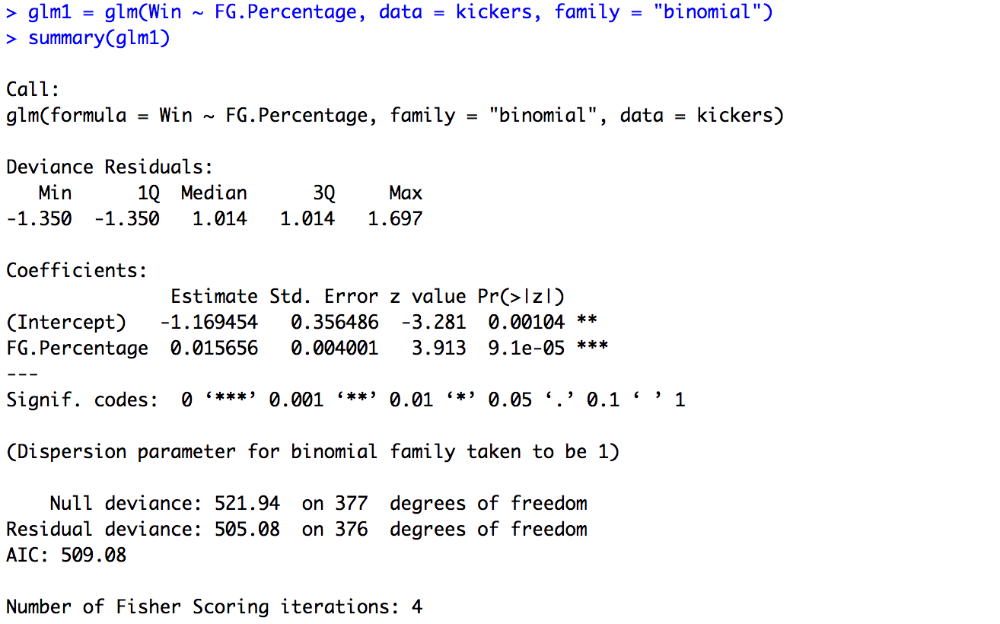 > glm1 = glm(Win ~ FG.Percentage, data = kickers, family = "binomial")
> summary(glm1)
Call:
glm(formula = Win ~ FG.Percentage, family = "binomial", data = kickers)
Deviance Residuals:
   Min      1Q  Median      3Q     Max
-1.350  -1.350   1.014   1.014   1.697
Coefficients:
               Estimate Std. Error z value Pr(>|z|)
(Intercept)   -1.169454   0.356486  -3.281  0.00104 **
FG.Percentage  0.015656   0.004001   3.913  9.1e-05 ***
---
Signif. codes:  0 ‘***’ 0.001 ‘**’ 0.01 ‘*’ 0.05 ‘.’ 0.1 ‘ ’ 1
(Dispersion parameter for binomial family taken to be 1)
    Null deviance: 521.94  on 377  degrees of freedom
Residual deviance: 505.08  on 376  degrees of freedom
AIC: 509.08
Number of Fisher Scoring iterations: 4